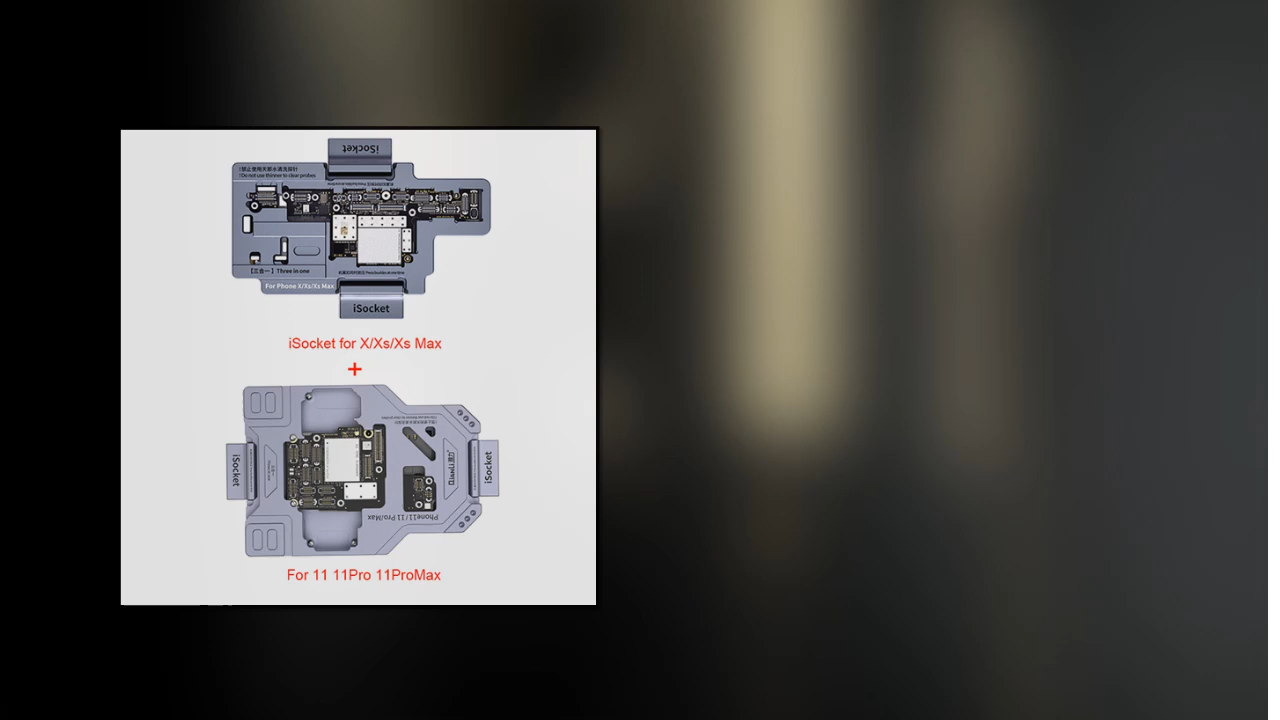 iSocket
!禁止使用天那水清洗探针
!Do not use thinner to clear probes
【三合一】Three in one
For Phone X/Xs/Xs Max
iSocket
iSocket for X/Xs/Xs Max
+
iSocket
QianLi
iSocket
Phone11/11 Pro/Max
For 11 11Pro 11ProMax